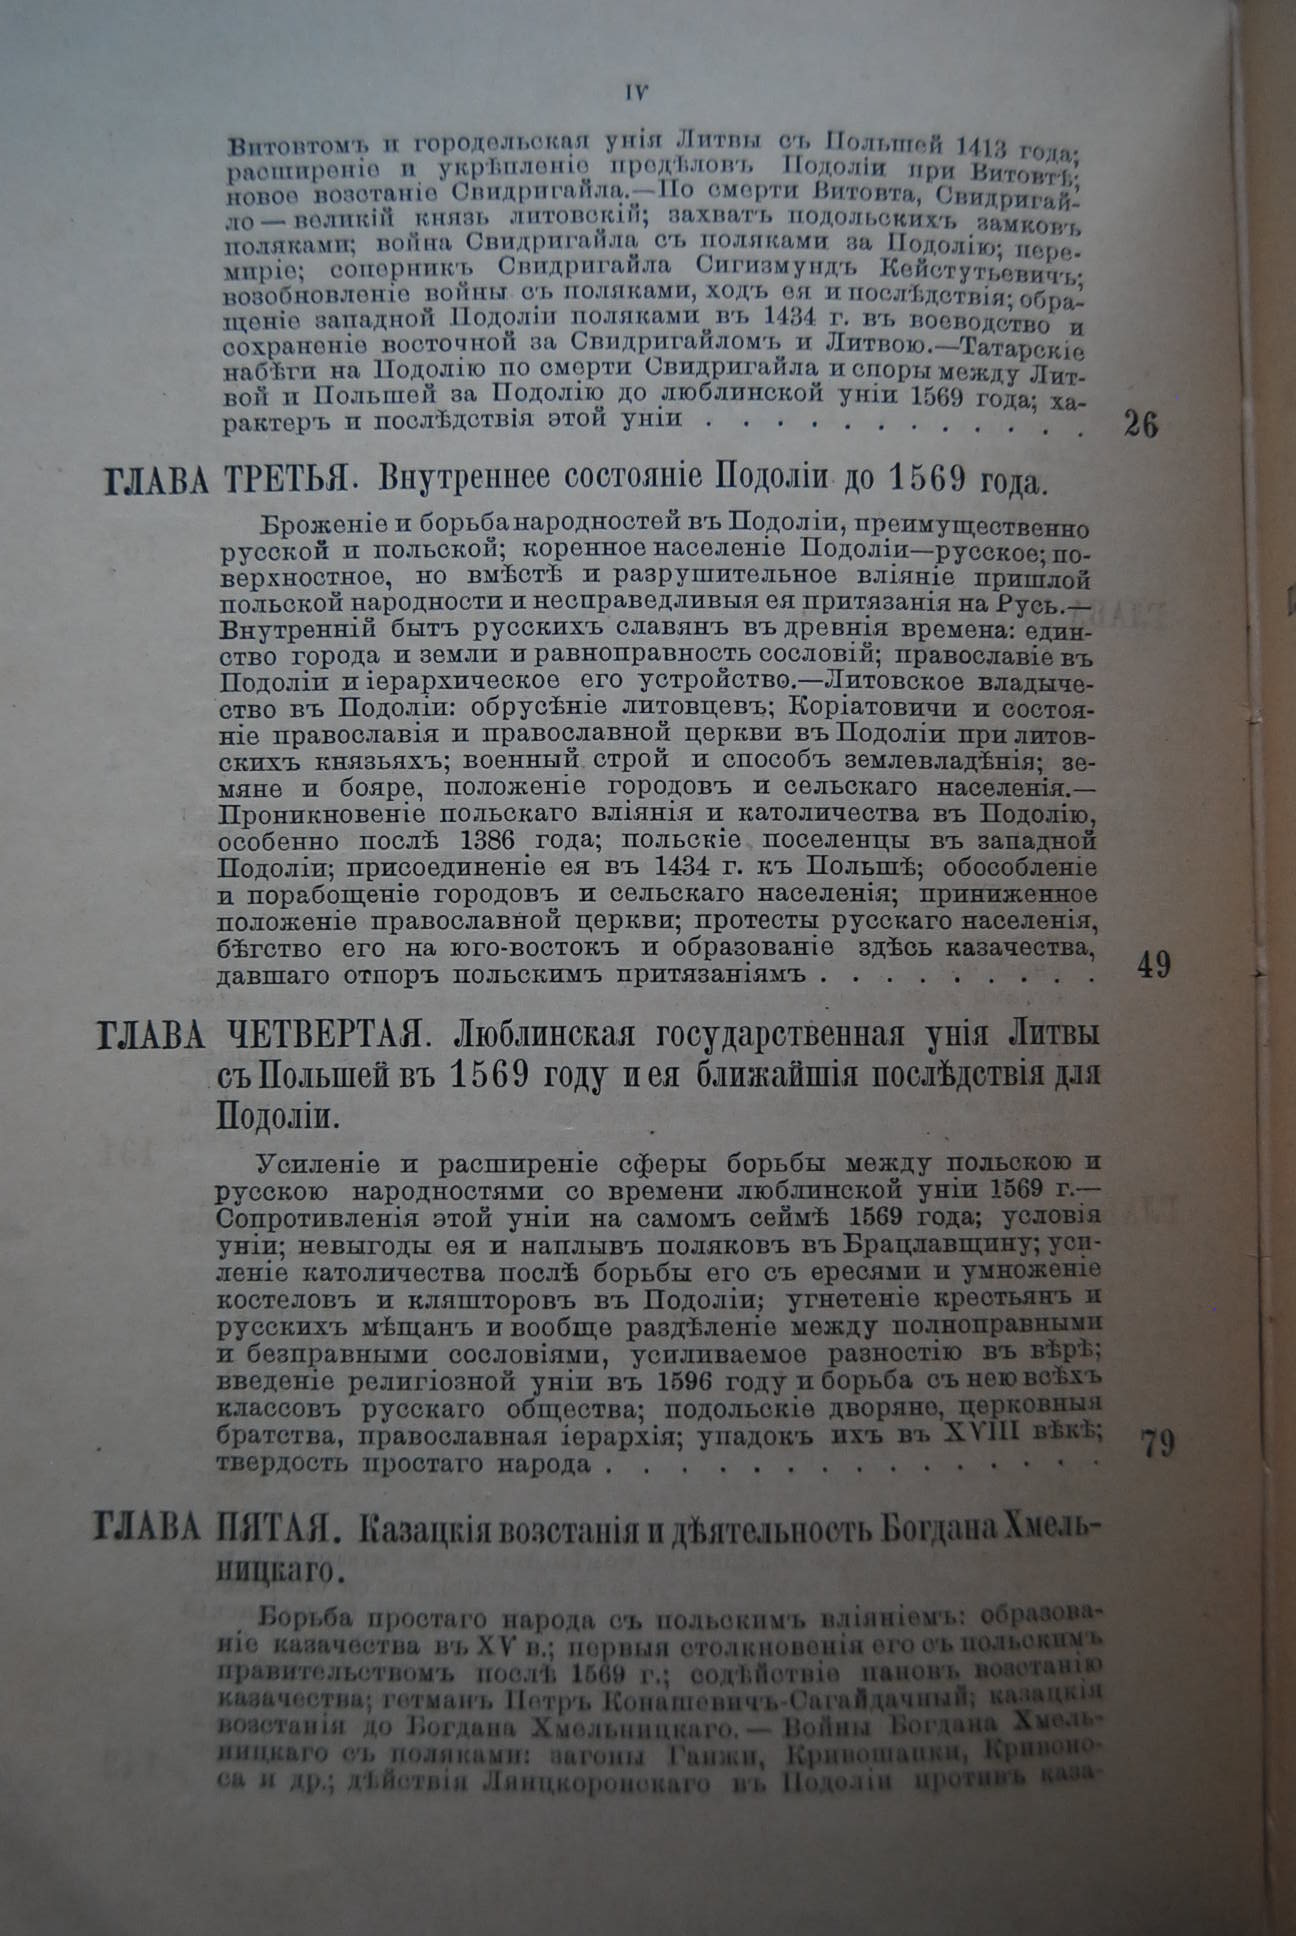 IV
Витовтомъ и городельская унія Литвы съ Польшей 1413 года;
расширеніе и укрѣпленіе предѣловъ Подоліи при Витовтѣ;
новое возстаніе Свидригайла.—По смерти Витовта, Свидригай-
ло — великій князь литовскій; захватъ подольскихъ замковъ
поляками; война Свидригайла съ поляками за Подолію; пере-
миріе; соперникъ Свидригайла Сигизмундъ Кейстутьевичъ;
возобновленіе войны съ поляками, ходъ ея и послѣдствія; обра-
щеніе западной Подоліи поляками въ 1434 г. въ воеводство и
сохраненіе восточной за Свидригайломъ и Литвою.—Татарскіе
набѣги на Подолію по смерти Свидригайла и споры между Лит-
вой и Польшей за Подолію до люблинской уніи 1569 года; ха-
рактеръ и послѣдствія этой уніи . . . . . . . . . . . . . 26
ГЛАВА ТРЕТЬЯ. Внутреннее состояніе Подоліи до 1569 года.
Броженіе и борьба народностей въ Подоліи, преимущественно
русской и польской; коренное населеніе Подоліи—русское; по-
верхностное, но вмѣстѣ и разрушительное вліяніе пришлой
польской народности и несправедливыя ея притязанія на Русь.—
Внутренній бытъ русскихъ славянъ въ древнія времена: един-
ство города и земли и равноправность сословій; православіе въ
Подоліи и іерархическое его устройство.—Литовское владыче-
ство въ Подоліи: обрусѣніе литовцевъ; Коріатовичи и состоя-
ніе православія и православной церкви въ Подоліи при литов-
скихъ князьяхъ; военный строй и способъ землевладѣнія; зе-
мяне и бояре, положеніе городовъ и сельскаго населенія.—
Проникновеніе польскаго вліянія и католичества въ Подолію,
особенно послѣ 1386 года; польскіе поселенцы въ западной
Подоліи; присоединеніе ея въ 1434 г. къ Польшѣ; обособленіе
и порабощеніе городовъ и сельскаго населенія; приниженное
положеніе православной церкви; протесты русскаго населенія,
бѣгство его на юго-востокъ и образованіе здѣсь казачества,
давшаго отпоръ польскимъ притязаніямъ . . . . . . . . . 49
ГЛАВА ЧЕТВЕРТАЯ. Люблинская государственная унія Литвы
съ Польшей въ 1569 году и ея ближайшія послѣдствія для
Подоліи.
Усиленіе и расширеніе сферы борьбы между польскою и
русскою народностями со времени люблинской уніи 1569 г.—
Сопротивленія этой уніи на самомъ сеймѣ 1569 года; условія
уніи; невыгоды ея и наплывъ поляковъ въ Брацлавщину; уси-
леніе католичества послѣ борьбы его съ ересями и умноженіе
костеловъ и кляшторовъ въ Подоліи; угнетеніе крестьянъ и
русскихъ мѣщанъ и вообще раздѣленіе между полноправными
и безправными сословіями, усиливаемое разностію въ вѣрѣ;
введеніе религіозной уніи въ 1596 году и борьба съ нею всѣхъ
классовъ русскаго общества; подольскіе дворяне, церковныя
братства, православная іерархія; упадокъ ихъ въ XVIII вѣкѣ;
твердость простаго народа . . . . . . . . . . . . . . . . 79
ГЛАВА ПЯТАЯ. Казацкія возстанія и дѣятельность Богдана Хмель-
ницкаго.
Борьба простаго народа съ польскимъ вліяніемъ: образова-
ніе казачества въ XV в.; первыя столкновенія его съ польскимъ
правительствомъ послѣ 1569 г.; содѣйствіе пановъ возстанію
казачества; гетманъ Петръ Конашевичъ-Сагайдачный; казацкія
возстанія до Богдана Хмельницкаго.— Войны Богдана Хмель-
ницкаго съ поляками: загоны Ганжи, Кривошапки, Кривоно-
са и др.; дѣйствія Лянцкоронскаго въ Подоліи противъ каза-